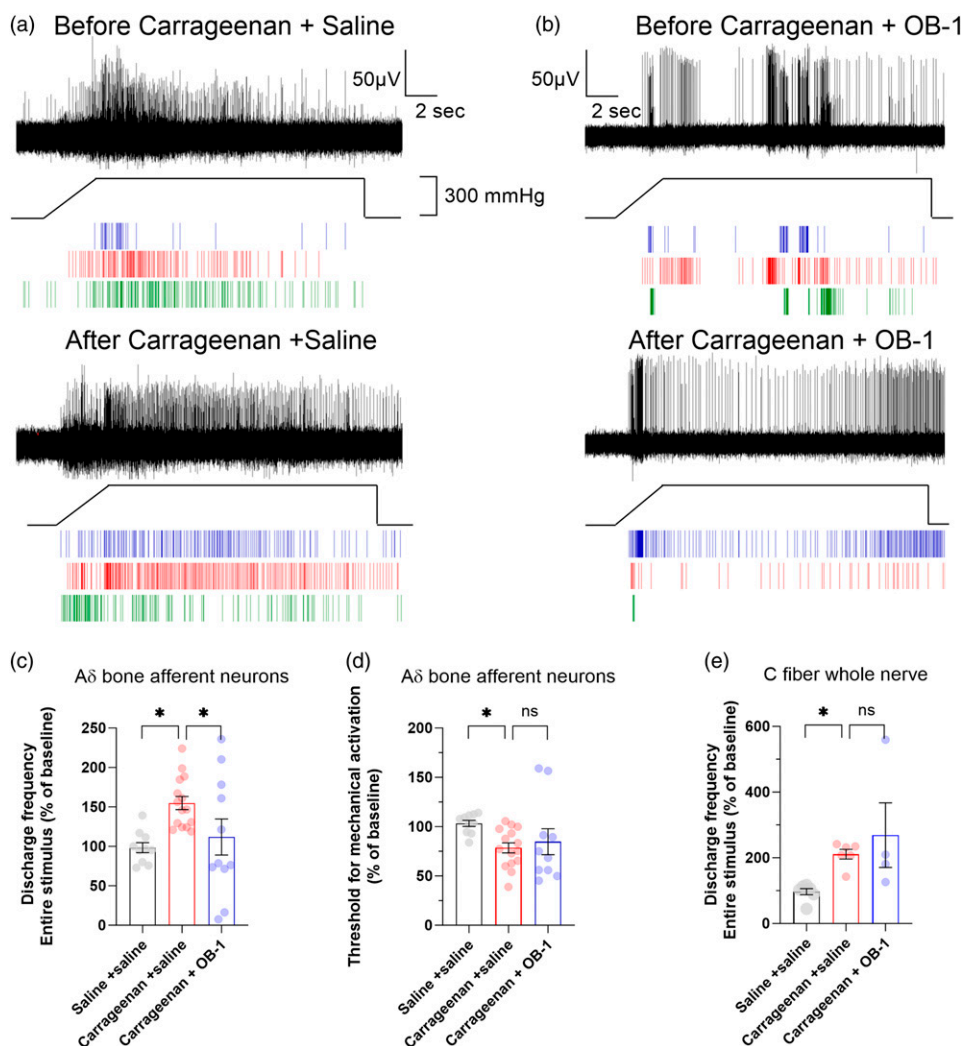 (a)
Before Carrageenan + Saline
50µV
2 sec
300 mmHg
After Carrageenan +Saline
(b)
Before Carrageenan + OB-1
50µV
2 sec
After Carrageenan + OB-1
(c)
Aδ bone afferent neurons
Discharge frequency
Entire stimulus (% of baseline)
250
200
150
100
50
0
*
*
Saline +saline
Carrageenan +saline
Carrageenan + OB-1
(d)
Aδ bone afferent neurons
Threshold for mechanical activation
(% of baseline)
200
150
100
50
0
*
ns
Saline +saline
Carrageenan +saline
Carrageenan + OB-1
(e)
C fiber whole nerve
Discharge frequency
Entire stimulus (% of baseline)
600
400
200
0
*
ns
Saline +saline
Carrageenan +saline
Carrageenan + OB-1